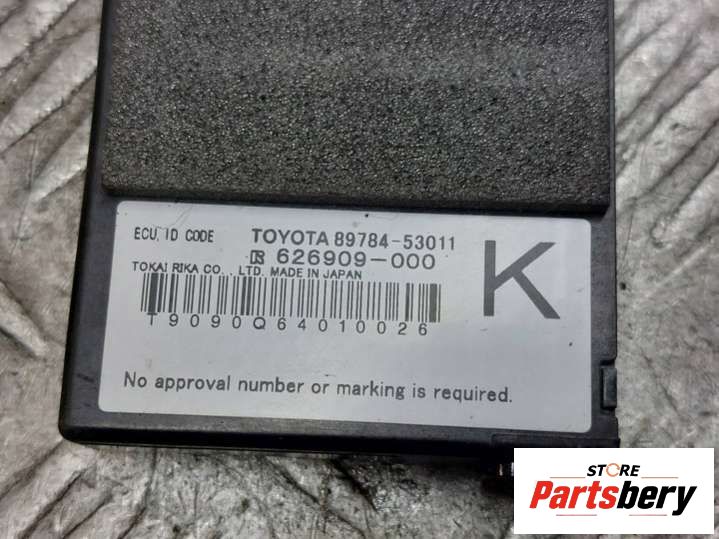 ECU, ID CODE TOYOTA 89784-53011
626909-000
K
TOKAI RIKA CO., LTD. MADE IN JAPAN
T9090Q64010026
No approval number or marking is required.
STORE
Partsbery